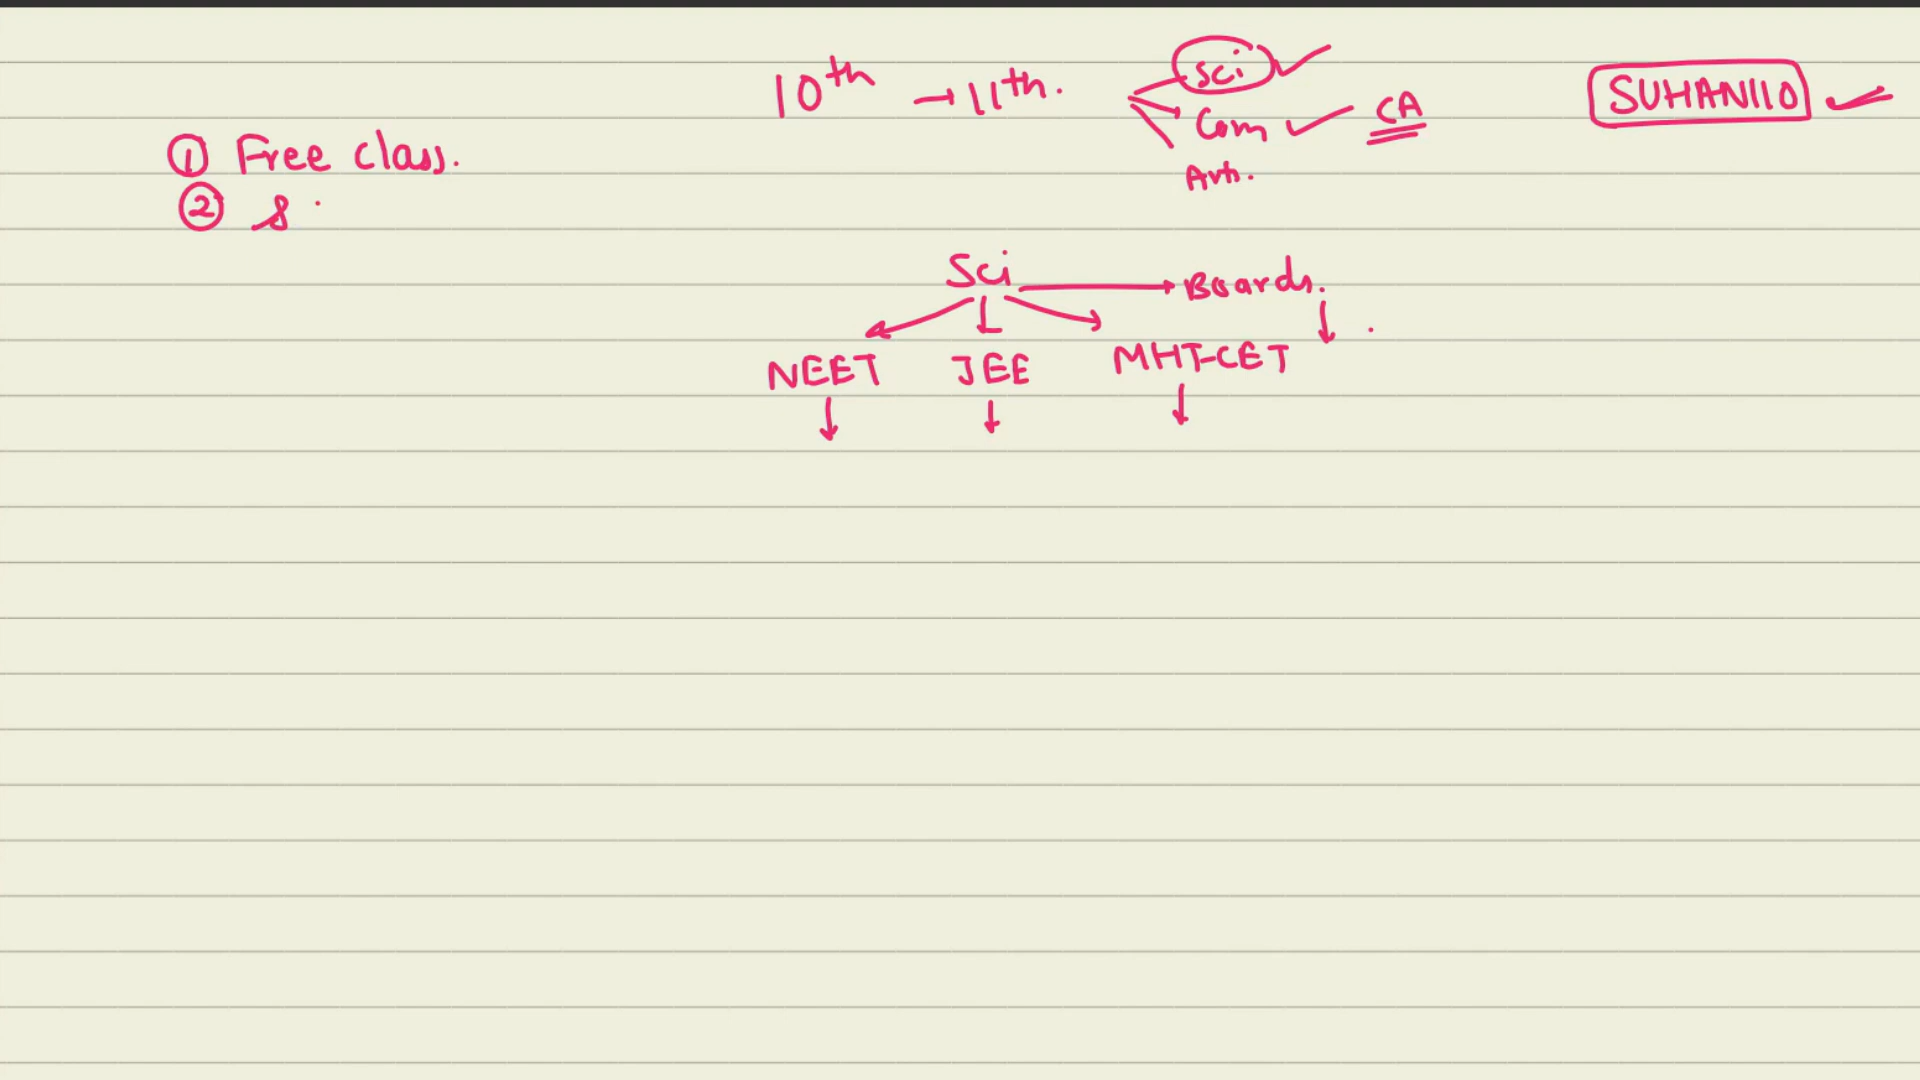 10th → 11th. Sci
Com CA
Arts.
SUHANI10
① Free class.
② S
Sci → Boards.
NEET JEE MHT-CET